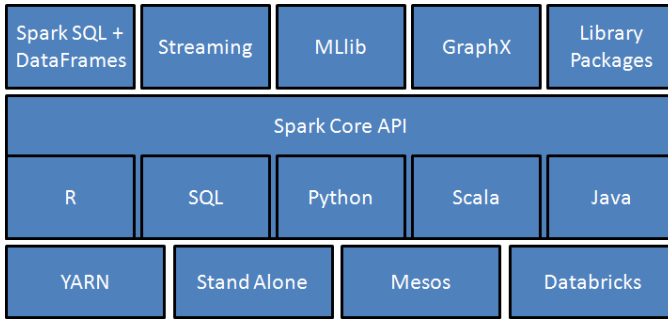 Spark SQL +
DataFrames
Streaming
MLlib
GraphX
Library
Packages
Spark Core API
R
SQL
Python
Scala
Java
YARN
Stand Alone
Mesos
Databricks